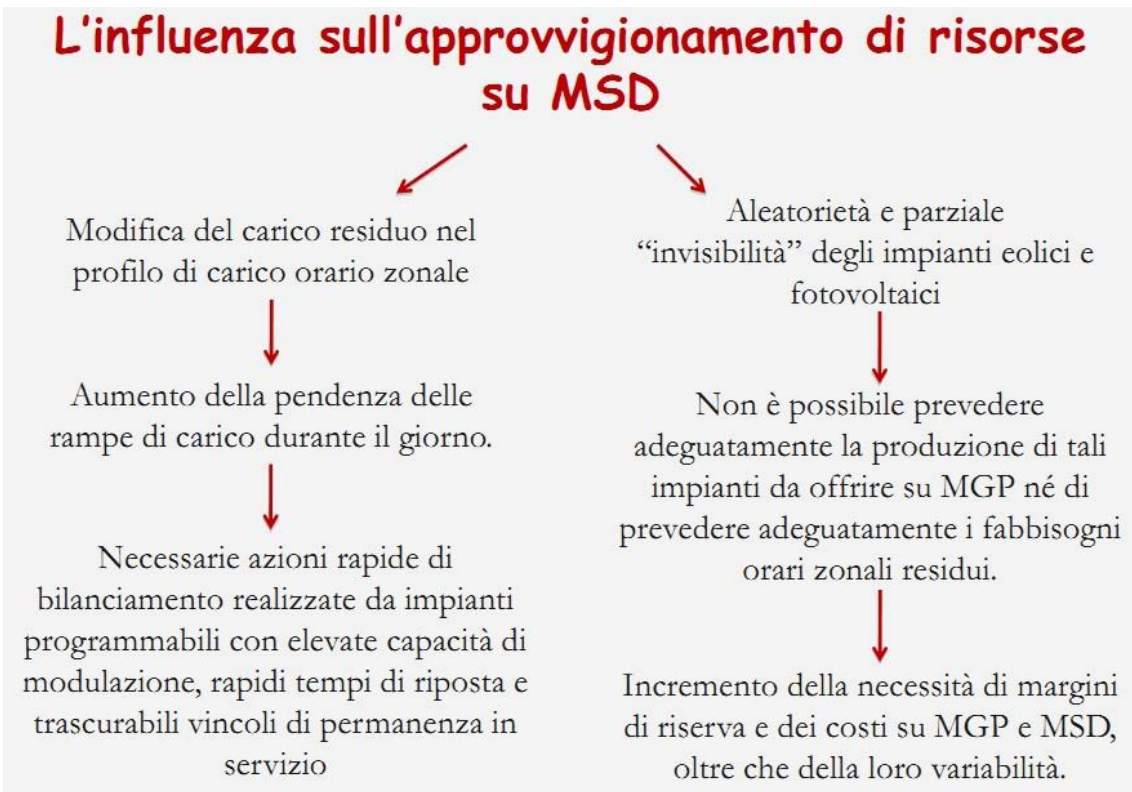 L'influenza sull'approvvigionamento di risorse
su MSD
Modifica del carico residuo nel
profilo di carico orario zonale
Aumento della pendenza delle
rampe di carico durante il giorno.
Necessarie azioni rapide di
bilanciamento realizzate da impianti
programmabili con elevate capacità di
modulazione, rapidi tempi di riposta e
trascurabili vincoli di permanenza in
servizio
Aleatorietà e parziale
“invisibilità” degli impianti eolici e
fotovoltaici
Non è possibile prevedere
adeguatamente la produzione di tali
impianti da offrire su MGP né di
prevedere adeguatamente i fabbisogni
orari zonali residui.
Incremento della necessità di margini
di riserva e dei costi su MGP e MSD,
oltre che della loro variabilità.